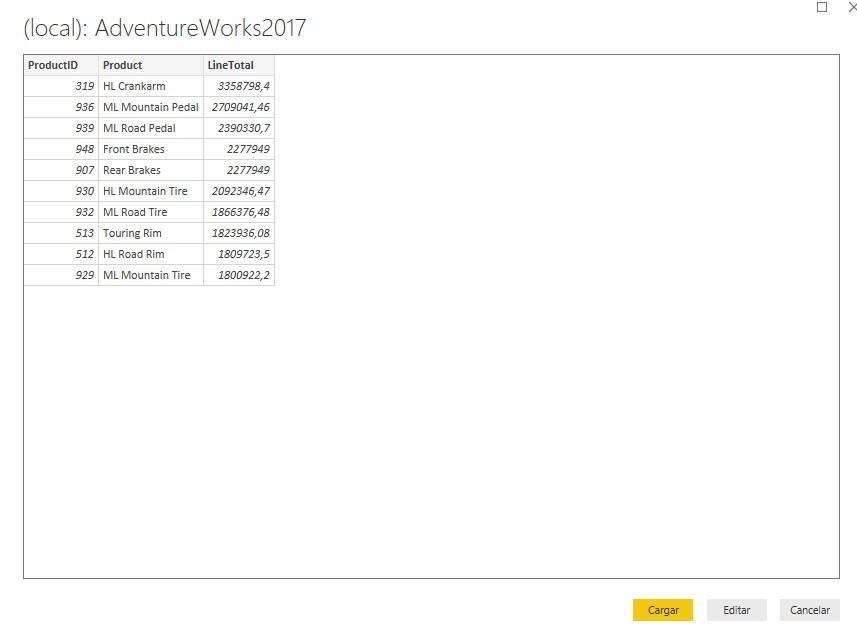 (local): AdventureWorks2017
ProductID Product LineTotal
319 HL Crankarm 3358798,4
936 ML Mountain Pedal 2709041,46
939 ML Road Pedal 2390330,7
948 Front Brakes 2277949
907 Rear Brakes 2277949
930 HL Mountain Tire 2092346,47
932 ML Road Tire 1866376,48
513 Touring Rim 1823936,08
512 HL Road Rim 1809723,5
929 ML Mountain Tire 1800922,2
Cargar Editar Cancelar